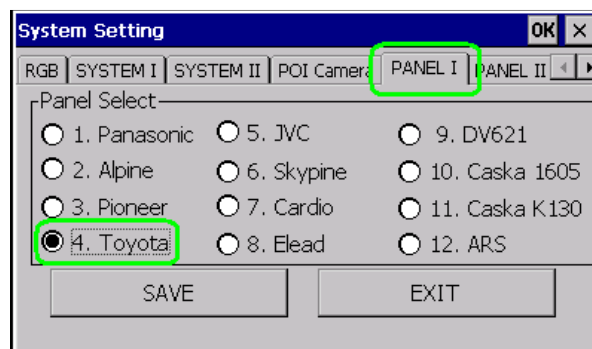 System Setting OK ×
RGB SYSTEM I SYSTEM II POI Camera PANEL I PANEL II
Panel Select
1. Panasonic 5. JVC 9. DV621
2. Alpine 6. Skypine 10. Caska 1605
3. Pioneer 7. Cardio 11. Caska K130
4. Toyota 8. Elead 12. ARS
SAVE EXIT